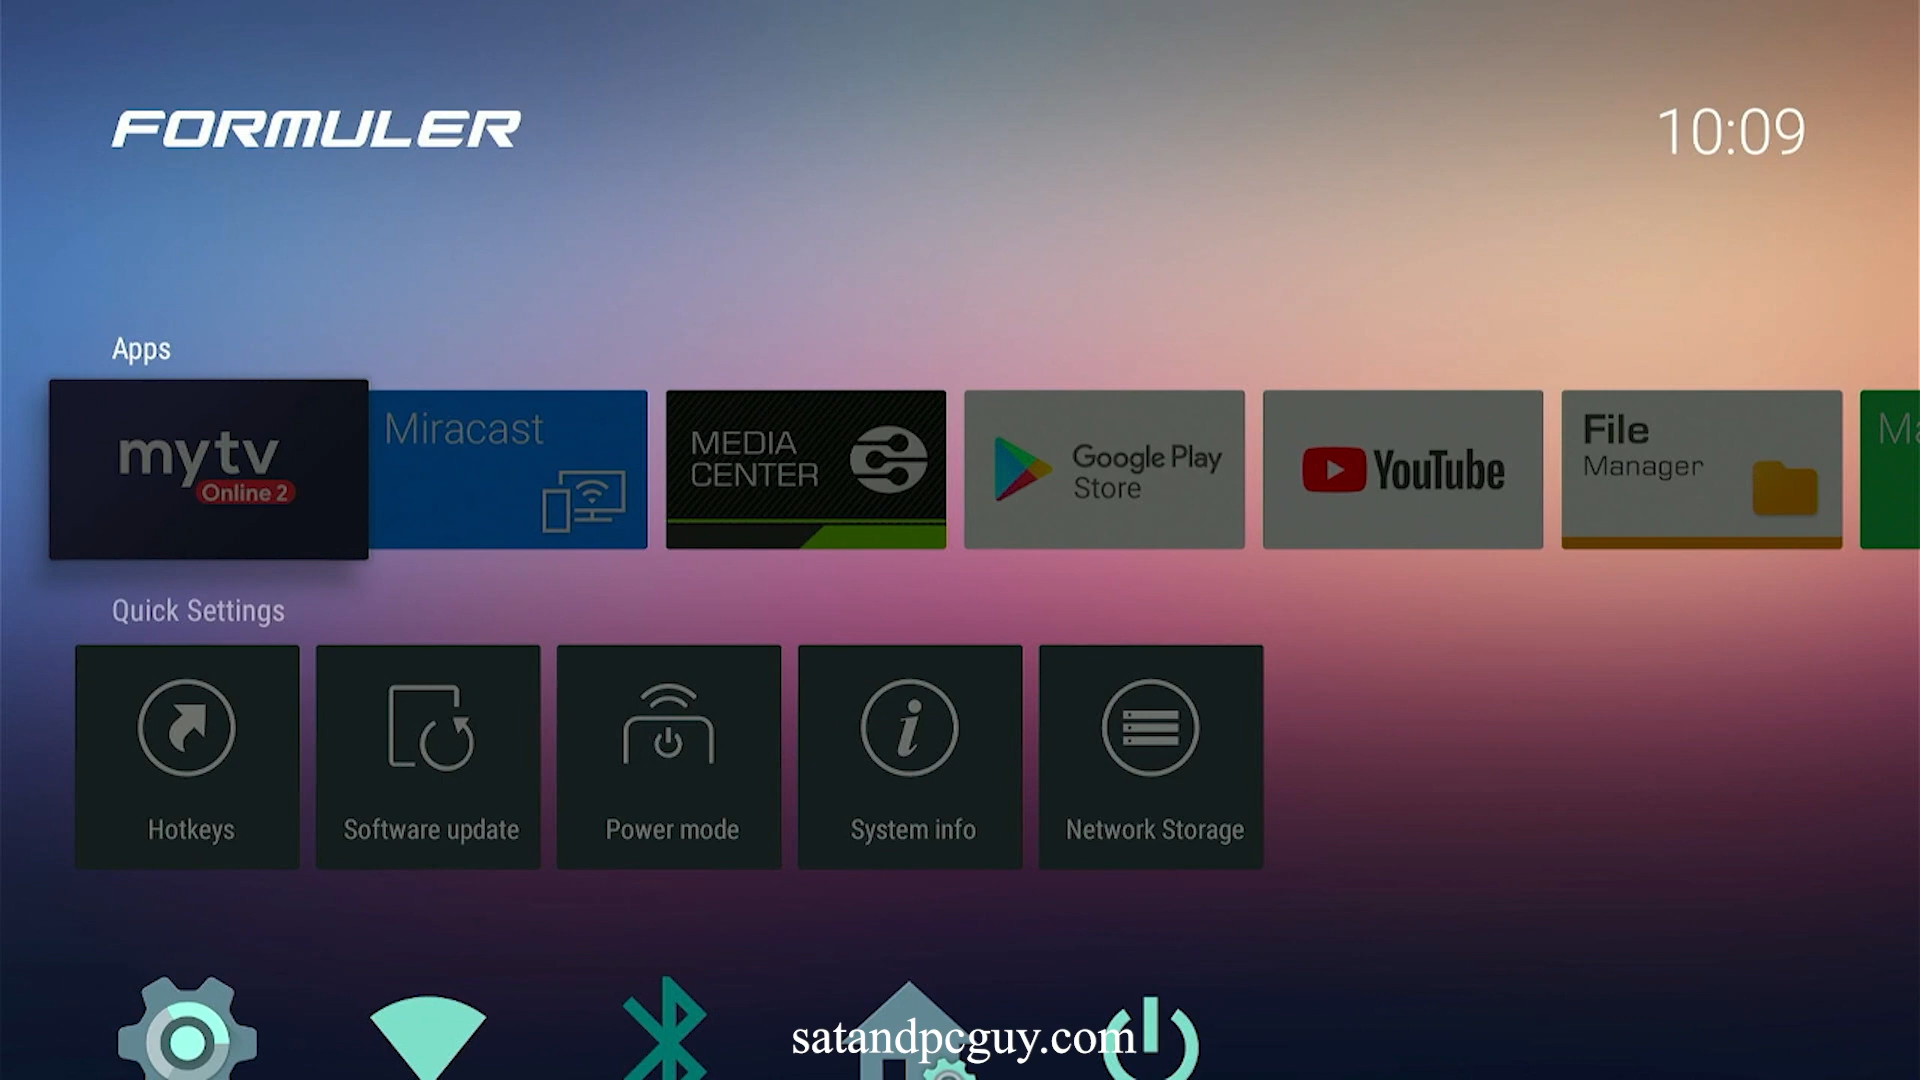 FORMULER
10:09
Apps
mytv
Online 2
Miracast
MEDIA
CENTER
Google Play
Store
YouTube
File
Manager
Quick Settings
Hotkeys
Software update
Power mode
System info
Network Storage
satandpcguy.com